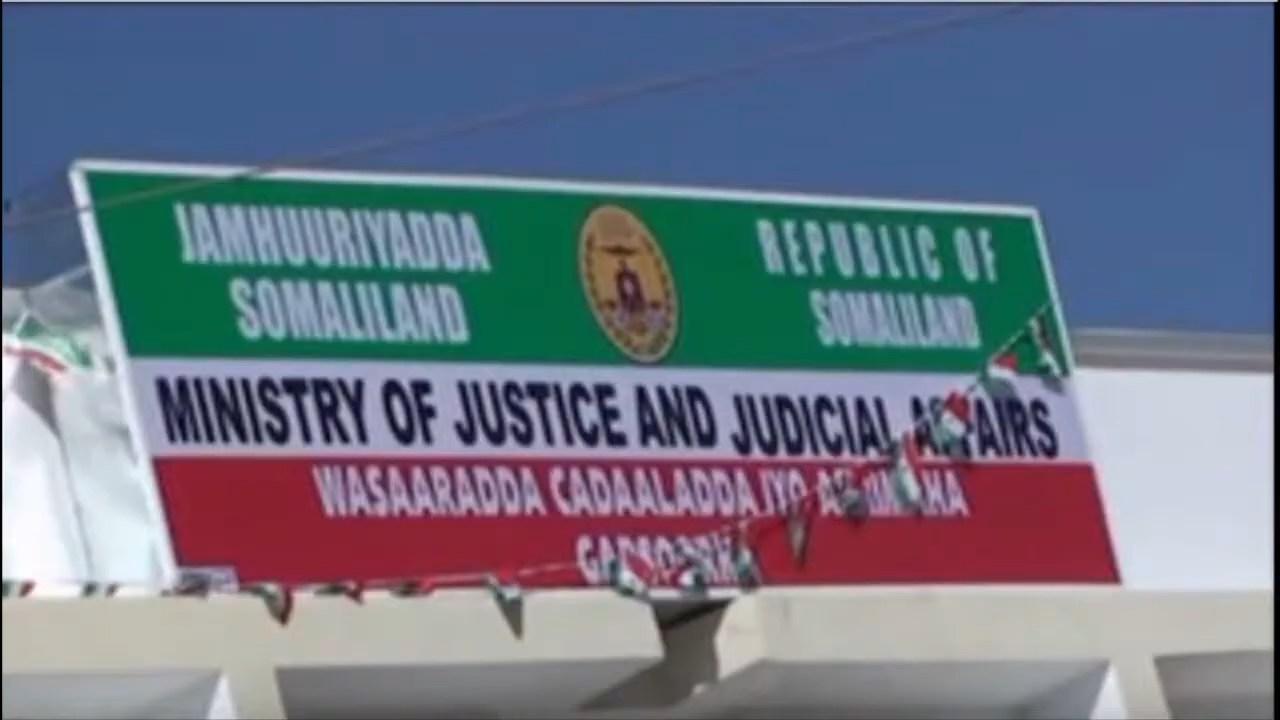 JAMHUURIYADDA
SOMALILAND
REPUBLIC OF
SOMALILAND
MINISTRY OF JUSTICE AND JUDICIAL AFFAIRS
WASAARADDA CADAALADDA IYO